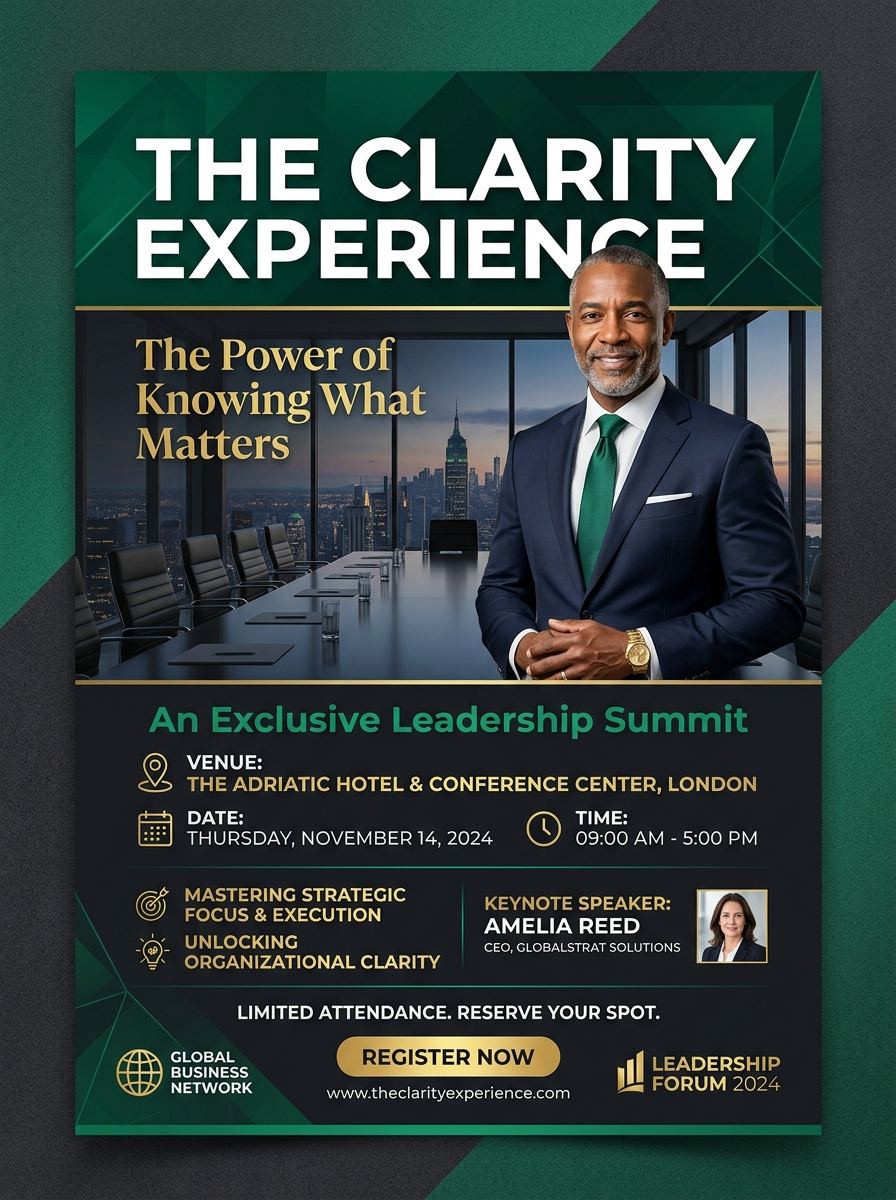 THE CLARITY
EXPERIENCE
The Power of
Knowing What
Matters
An Exclusive Leadership Summit
VENUE:
THE ADRIATIC HOTEL & CONFERENCE CENTER, LONDON
DATE:
THURSDAY, NOVEMBER 14, 2024
TIME:
09:00 AM - 5:00 PM
MASTERING STRATEGIC
FOCUS & EXECUTION
UNLOCKING
ORGANIZATIONAL CLARITY
KEYNOTE SPEAKER:
AMELIA REED
CEO, GLOBALSTRAT SOLUTIONS
LIMITED ATTENDANCE. RESERVE YOUR SPOT.
REGISTER NOW
www.theclarityexperience.com
GLOBAL
BUSINESS
NETWORK
LEADERSHIP
FORUM 2024